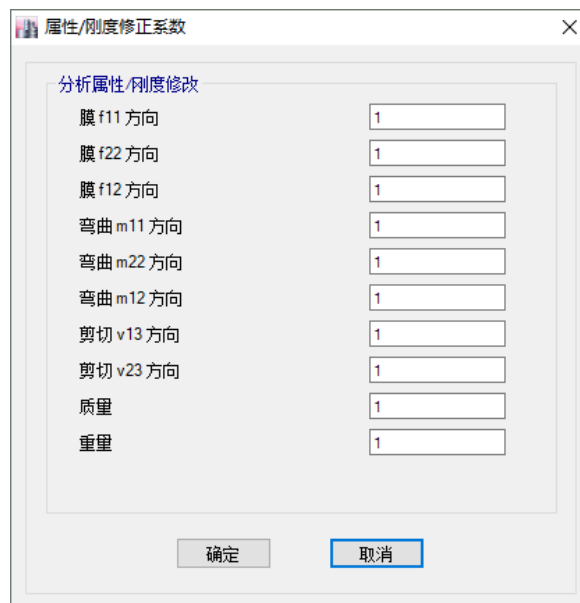 属性/刚度修正系数
分析属性/刚度修改
膜 f11 方向 1
膜 f22 方向 1
膜 f12 方向 1
弯曲 m11 方向 1
弯曲 m22 方向 1
弯曲 m12 方向 1
剪切 v13 方向 1
剪切 v23 方向 1
质量 1
重量 1
确定 取消